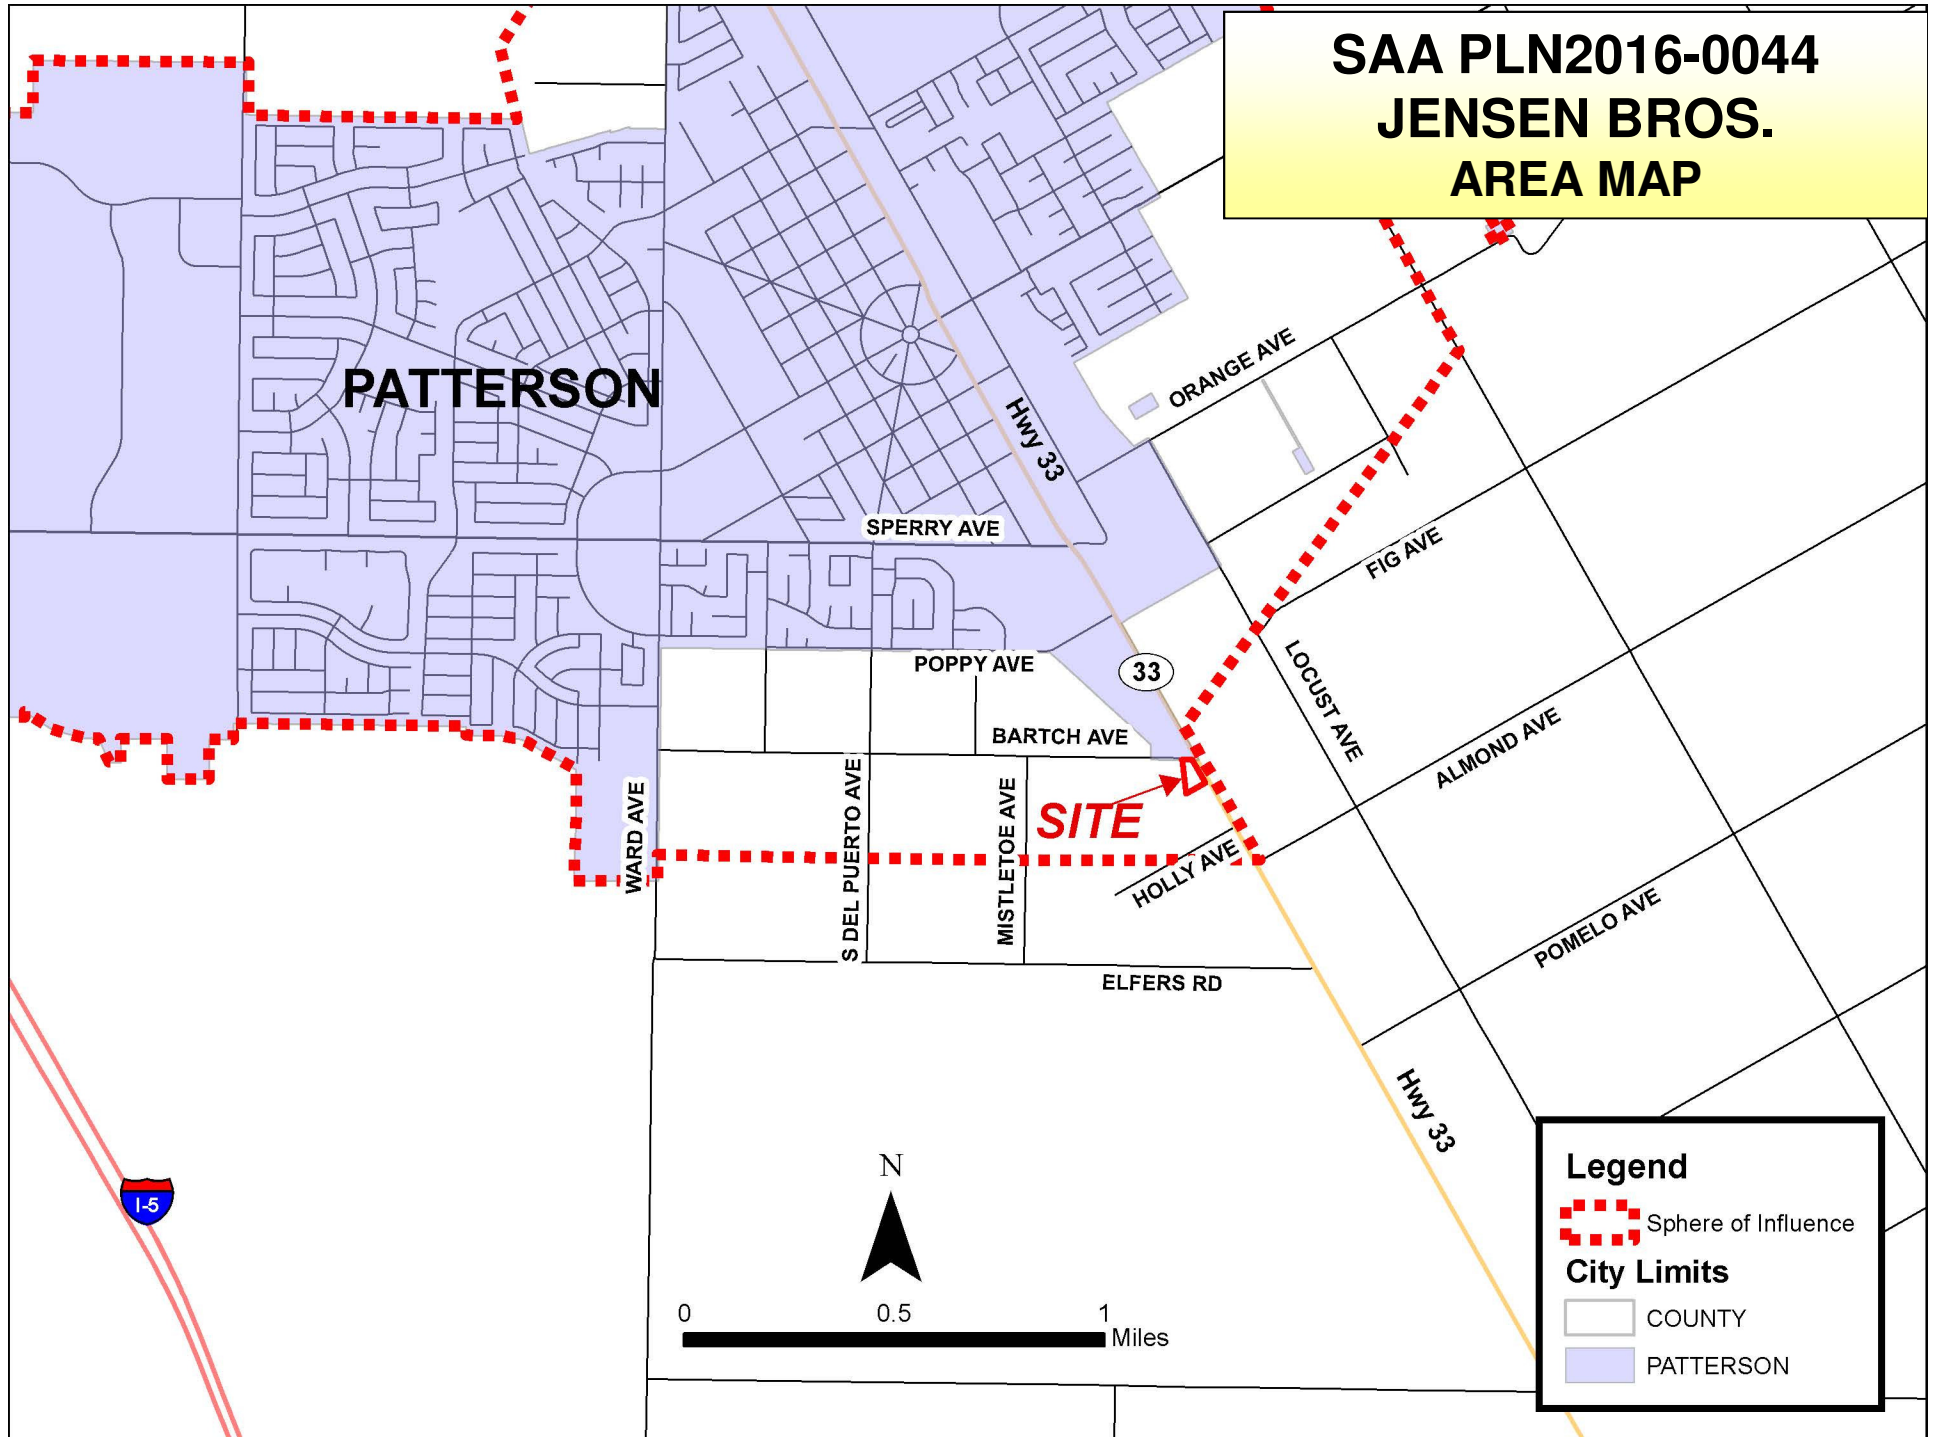 SAA PLN2016-0044
JENSEN BROS.
AREA MAP
PATTERSON
ORANGE AVE
Hwy 33
SPERRY AVE
FIG AVE
POPPY AVE
33
LOCUST AVE
BARTCH AVE
ALMOND AVE
WARD AVE
S DEL PUERTO AVE
MISTLETOE AVE
SITE
HOLLY AVE
POMELO AVE
ELFERS RD
Hwy 33
I-5
N
0 0.5 1
Miles
Legend
Sphere of Influence
City Limits
COUNTY
PATTERSON